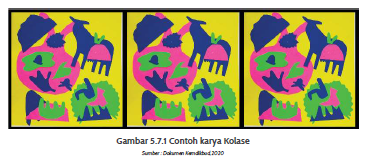 Gambar 5.7.1 Contoh karya Kolase
Sumber : Dokumen Kemdikbud,2020